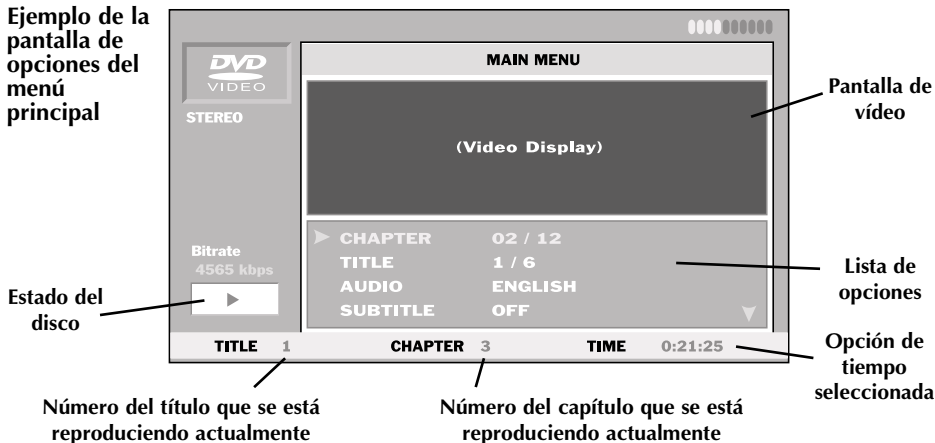 Ejemplo de la
pantalla de
opciones del
menú
principal
DVD
VIDEO
STEREO
MAIN MENU
(Video Display)
Pantalla de
vídeo
CHAPTER 02 / 12
TITLE 1 / 6
AUDIO ENGLISH
SUBTITLE OFF
Lista de
opciones
Bitrate
4565 kbps
Estado del
disco
TITLE 1 CHAPTER 3 TIME 0:21:25
Opción de
tiempo
seleccionada
Número del título que se está
reproduciendo actualmente
Número del capítulo que se está
reproduciendo actualmente